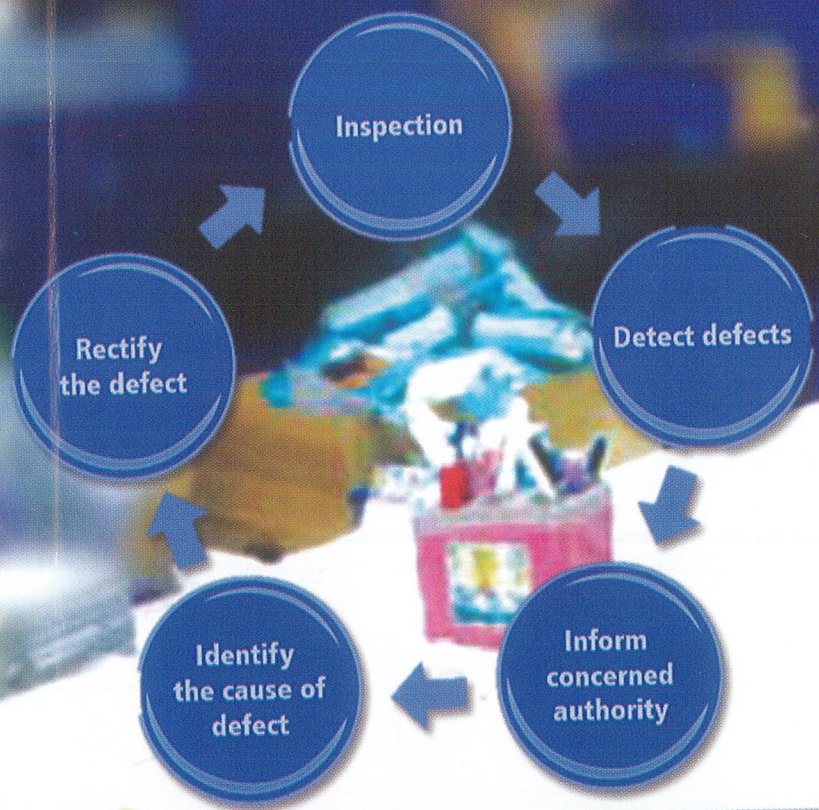 Inspection
Detect defects
Inform
concerned
authority
Identify
the cause of
defect
Rectify
the defect